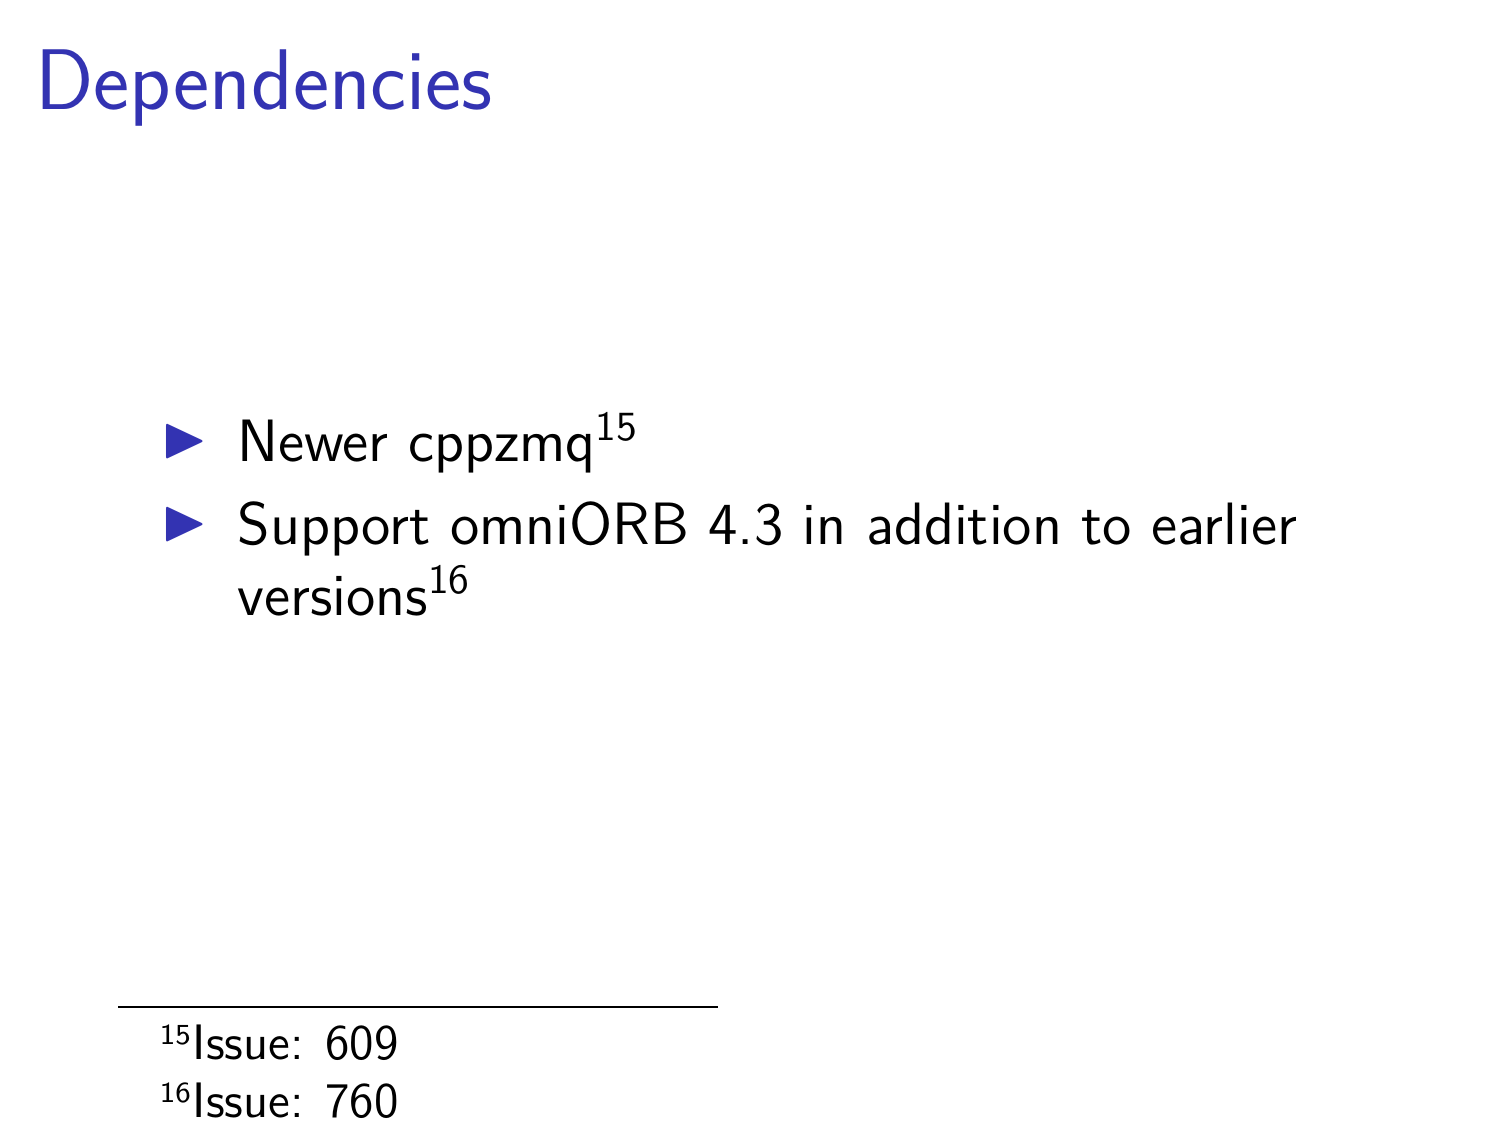 Dependencies
▶ Newer cppzmq¹⁵
▶ Support omniORB 4.3 in addition to earlier
versions¹⁶
¹⁵Issue: 609
¹⁶Issue: 760